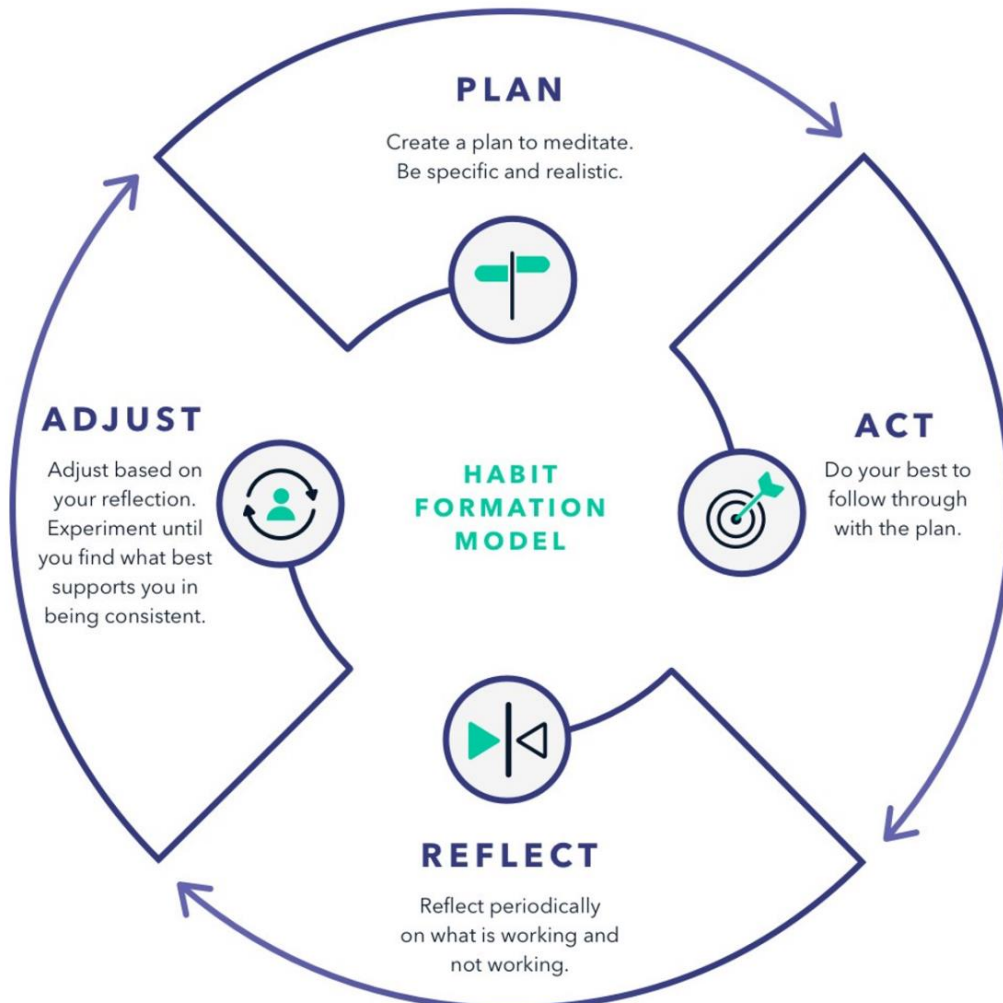 PLAN
Create a plan to meditate.
Be specific and realistic.
ADJUST
Adjust based on
your reflection.
Experiment until
you find what best
supports you in
being consistent.
HABIT
FORMATION
MODEL
ACT
Do your best to
follow through
with the plan.
REFLECT
Reflect periodically
on what is working and
not working.